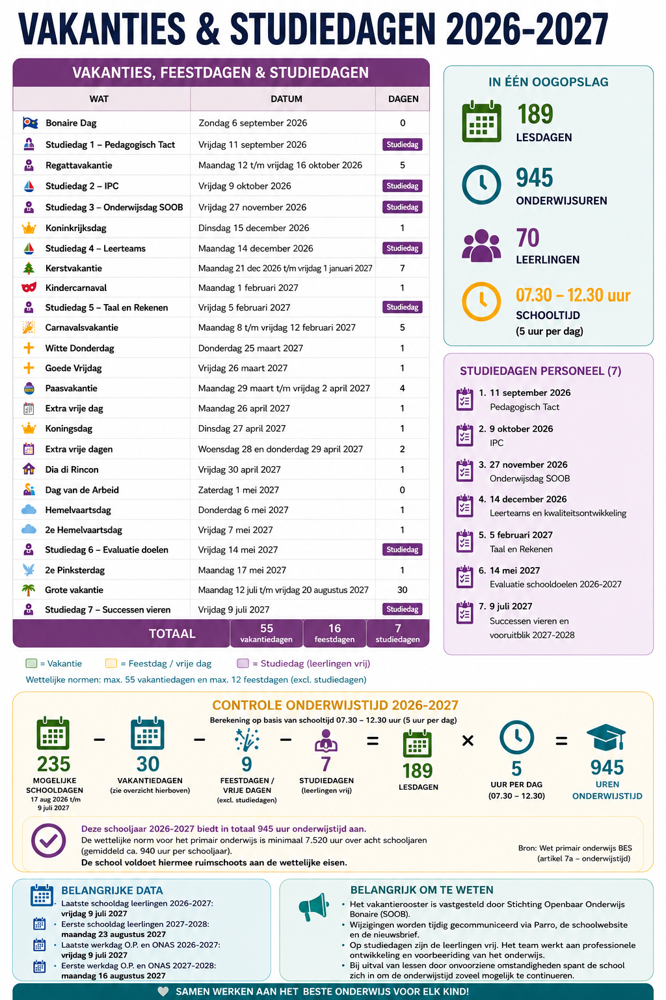 VAKANTIES & STUDIEDAGEN 2026-2027
VAKANTIES, FEESTDAGEN & STUDIEDAGEN
WAT DATUM DAGEN
Bonaire Dag Zondag 6 september 2026 0
Studiedag 1 – Pedagogisch Tact Vrijdag 11 september 2026 Studiedag
Regattavakantie Maandag 12 t/m vrijdag 16 oktober 2026 5
Studiedag 2 – IPC Vrijdag 9 oktober 2026 Studiedag
Studiedag 3 – Onderwijsdag SOOB Vrijdag 27 november 2026 Studiedag
Koninkrijksdag Dinsdag 15 december 2026 1
Studiedag 4 – Leerteams Maandag 14 december 2026 Studiedag
Kerstvakantie Maandag 21 dec 2026 t/m vrijdag 1 januari 2027 7
Kindercarnaval Maandag 1 februari 2027 1
Studiedag 5 – Taal en Rekenen Vrijdag 5 februari 2027 Studiedag
Carnavalsvakantie Maandag 8 t/m vrijdag 12 februari 2027 5
Witte Donderdag Donderdag 25 maart 2027 1
Goede Vrijdag Vrijdag 26 maart 2027 1
Paasvakantie Maandag 29 maart t/m vrijdag 2 april 2027 4
Extra vrije dag Maandag 26 april 2027 1
Koningsdag Dinsdag 27 april 2027 1
Extra vrije dagen Woensdag 28 en donderdag 29 april 2027 2
Dia di Rincon Vrijdag 30 april 2027 1
Dag van de Arbeid Zaterdag 1 mei 2027 0
Hemelvaartsdag Donderdag 6 mei 2027 1
2e Hemelvaartsdag Vrijdag 7 mei 2027 1
Studiedag 6 – Evaluatie doelen Vrijdag 14 mei 2027 Studiedag
2e Pinksterdag Maandag 17 mei 2027 1
Grote vakantie Maandag 12 juli t/m vrijdag 20 augustus 2027 30
Studiedag 7 – Successen vieren Vrijdag 9 juli 2027 Studiedag
TOTAAL 55 vakantiedagen 16 feestdagen 7 studiedagen
= Vakantie = Feestdag / vrije dag = Studiedag (leerlingen vrij)
Wettelijke normen: max. 55 vakantiedagen en max. 12 feestdagen (excl. studiedagen)
IN ÉÉN OOGOPSLAG
189
LESDAGEN
945
ONDERWIJSUREN
70
LEERLINGEN
07.30 – 12.30 uur
SCHOOLTIJD
(5 uur per dag)
STUDIEDAGEN PERSONEEL (7)
1. 11 september 2026
Pedagogisch Tact
2. 9 oktober 2026
IPC
3. 27 november 2026
Onderwijsdag SOOB
4. 14 december 2026
Leerteams en kwaliteitsontwikkeling
5. 5 februari 2027
Taal en Rekenen
6. 14 mei 2027
Evaluatie schooldoelen 2026-2027
7. 9 juli 2027
Successen vieren en
vooruitblik 2027-2028
CONTROLE ONDERWIJSTIJD 2026-2027
Berekening op basis van schooltijd 07.30 – 12.30 uur (5 uur per dag)
235 – 30 – 9 – 7 = 189 × 5 = 945
MOGELIJKE
SCHOOLDAGEN
17 aug 2026 t/m
9 juli 2027
VAKANTIEDAGEN
(zie overzicht hierboven)
FEESTDAGEN /
VRIJE DAGEN
(excl. studiedagen)
STUDIEDAGEN
(leerlingen vrij)
LESDAGEN
UUR PER DAG
(07.30 – 12.30)
UREN
ONDERWIJSTIJD
Deze schooljaar 2026-2027 biedt in totaal 945 uur onderwijstijd aan.
De wettelijke norm voor het primair onderwijs is minimaal 7.520 uur over acht schooljaren
(gemiddeld ca. 940 uur per schooljaar).
De school voldoet hiermee ruimschoots aan de wettelijke eisen.
Bron: Wet primair onderwijs BES
(artikel 7a – onderwijstijd)
BELANGRIJKE DATA
• Laatste schooldag leerlingen 2026-2027:
vrijdag 9 juli 2027
• Eerste schooldag leerlingen 2027-2028:
maandag 23 augustus 2027
• Laatste werkdag O.P. en ONAS 2026-2027:
vrijdag 9 juli 2027
• Eerste werkdag O.P. en ONAS 2027-2028:
maandag 16 augustus 2027
BELANGRIJK OM TE WETEN
• Het vakantierooster is vastgesteld door Stichting Openbaar Onderwijs
Bonaire (SOOB).
• Wijzigingen worden tijdig gecommuniceerd via Parro, de schoolwebsite
en de nieuwsbrief.
• Op studiedagen zijn de leerlingen vrij. Het team werkt aan professionele
ontwikkeling en voorbeeriding van het onderwijs.
• Bij uitval van lessen door onvoorziene omstandigheden spant de school
zich in om de onderwijstijd zoveel mogelijk te continueren.
SAMEN WERKEN AAN HET BESTE ONDERWIJS VOOR ELK KIND!